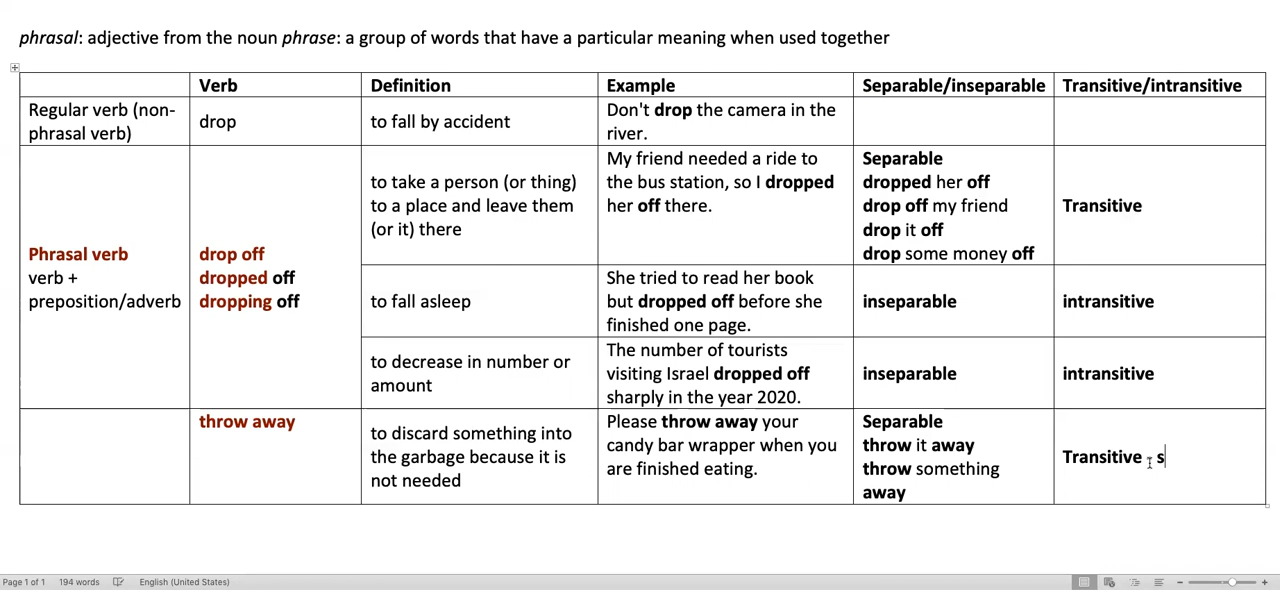 phrasal: adjective from the noun phrase: a group of words that have a particular meaning when used together
Verb
Definition
Example
Separable/inseparable
Transitive/intransitive
Regular verb (non-
phrasal verb)
drop
to fall by accident
Don't drop the camera in the
river.
Phrasal verb
verb +
preposition/adverb
drop off
dropped off
dropping off
to take a person (or thing)
to a place and leave them
(or it) there
My friend needed a ride to
the bus station, so I dropped
her off there.
Separable
dropped her off
drop off my friend
drop it off
drop some money off
Transitive
to fall asleep
She tried to read her book
but dropped off before she
finished one page.
inseparable
intransitive
to decrease in number or
amount
The number of tourists
visiting Israel dropped off
sharply in the year 2020.
inseparable
intransitive
throw away
to discard something into
the garbage because it is
not needed
Please throw away your
candy bar wrapper when you
are finished eating.
Separable
throw it away
throw something
away
Transitive s
Page 1 of 1
194 words
English (United States)